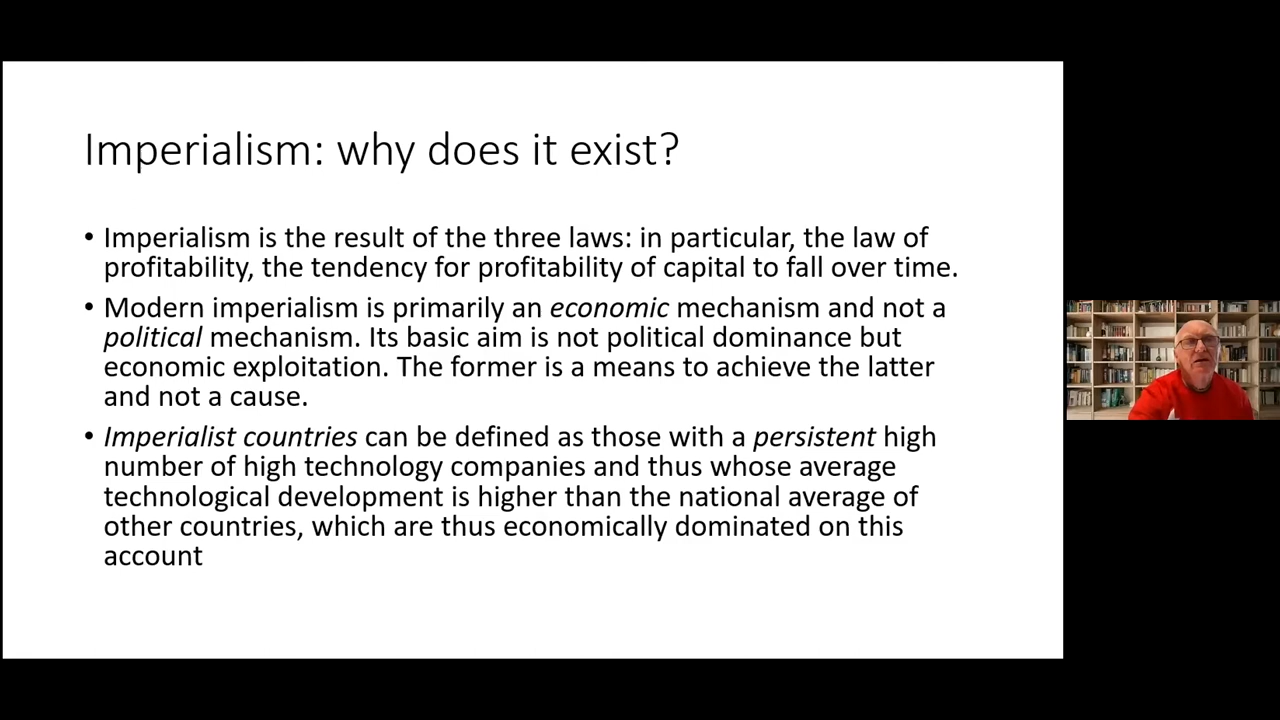 Imperialism: why does it exist?
• Imperialism is the result of the three laws: in particular, the law of
profitability, the tendency for profitability of capital to fall over time.
• Modern imperialism is primarily an economic mechanism and not a
political mechanism. Its basic aim is not political dominance but
economic exploitation. The former is a means to achieve the latter
and not a cause.
• Imperialist countries can be defined as those with a persistent high
number of high technology companies and thus whose average
technological development is higher than the national average of
other countries, which are thus economically dominated on this
account